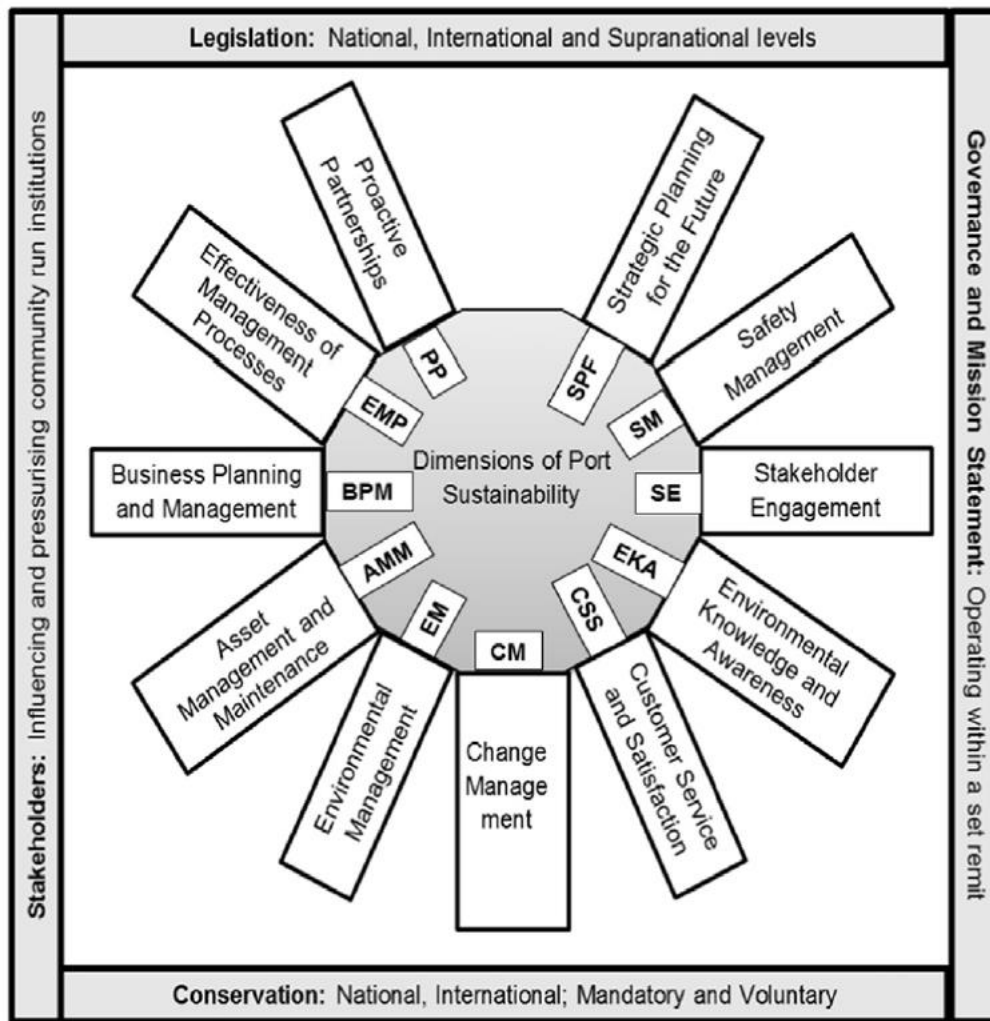 Legislation: National, International and Supranational levels
Stakeholders: Influencing and pressurising community run institutions
Governance and Mission Statement: Operating within a set remit
Proactive
Partnerships
Strategic Planning
for the Future
Effectiveness of
Management
Processes
Safety
Management
PP
SPF
EMP
SM
Business Planning
and Management
BPM
Dimensions of Port
Sustainability
SE
Stakeholder
Engagement
AMM
EKA
EM
CSS
CM
Asset
Management and
Maintenance
Environmental
Knowledge and
Awareness
Environmental
Management
Change
Manage
ment
Customer Service
and Satisfaction
Conservation: National, International; Mandatory and Voluntary